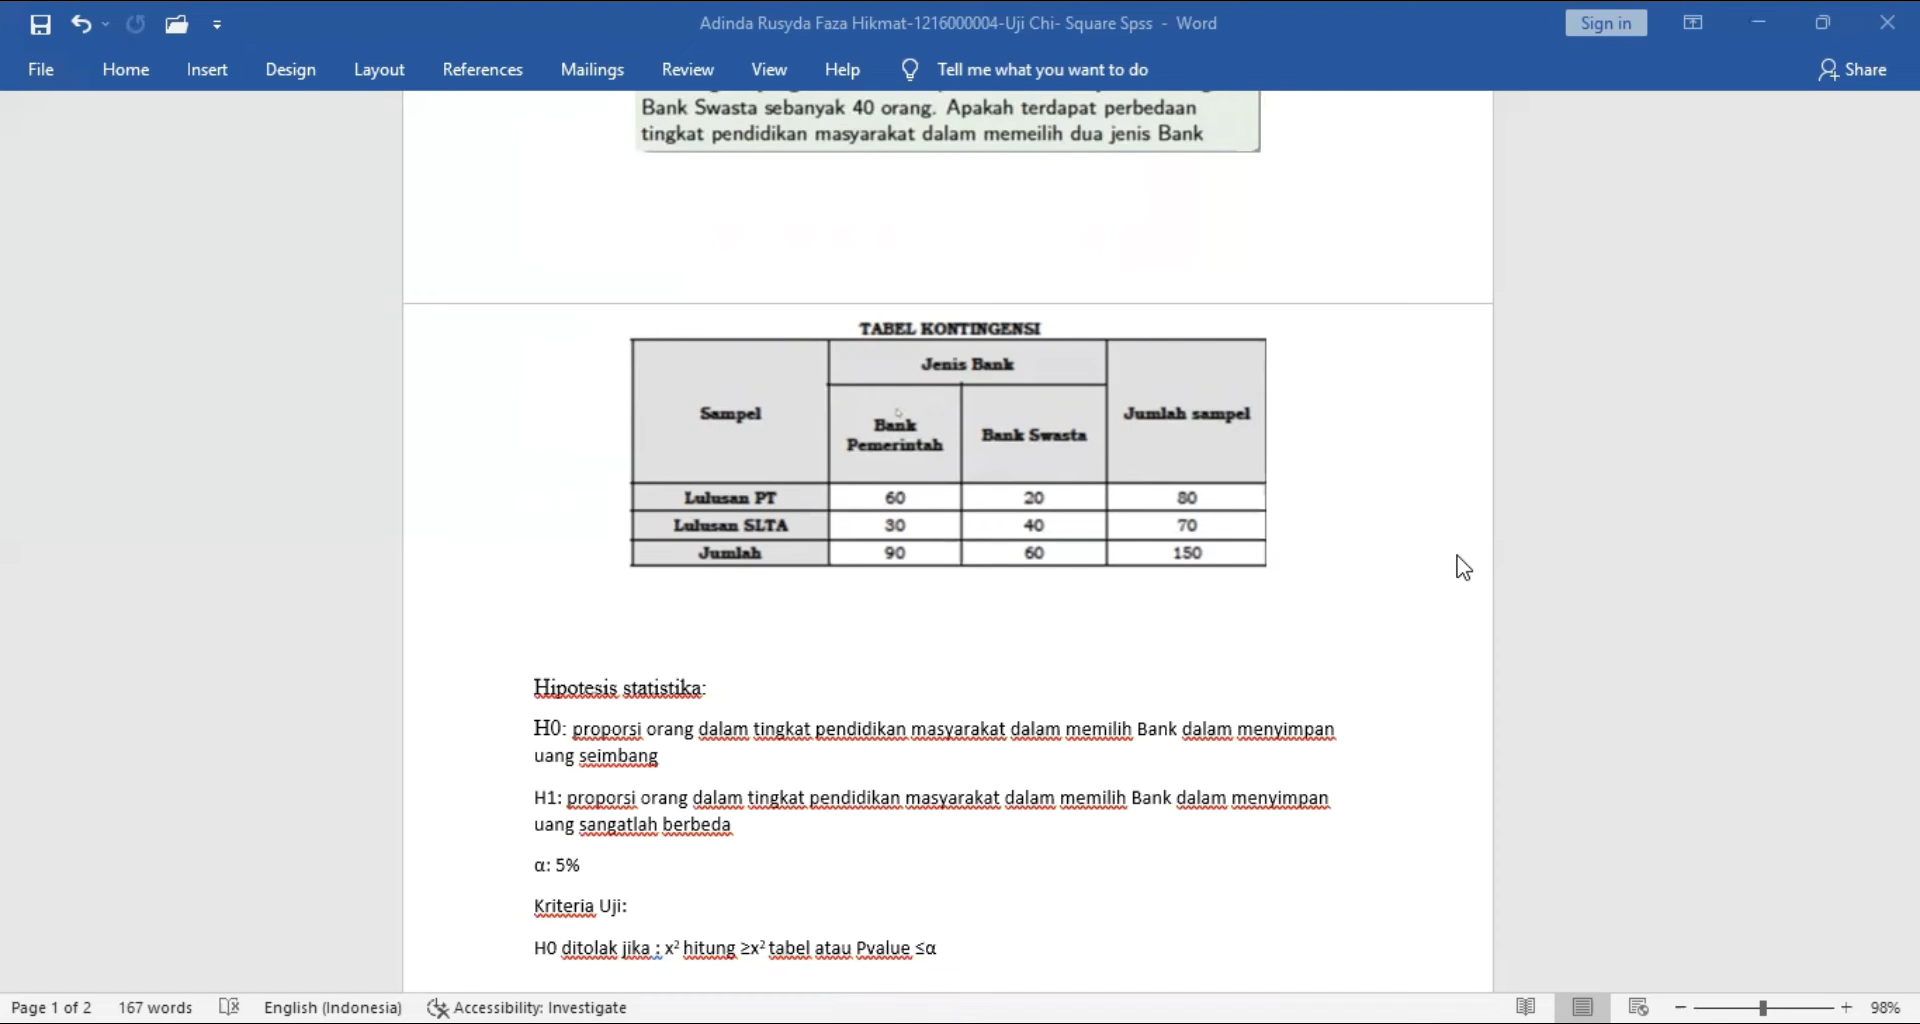 Adinda Rusyda Faza Hikmat-1216000004-Uji Chi- Square Spss - Word
Sign in
File Home Insert Design Layout References Mailings Review View Help Tell me what you want to do Share
Bank Swasta sebanyak 40 orang. Apakah terdapat perbedaan
tingkat pendidikan masyarakat dalam memeilih dua jenis Bank
TABEL KONTINGENSI
Sampel Jenis Bank Jumlah sampel
Bank Pemerintah Bank Swasta
Lulusan PT 60 20 80
Lulusan SLTA 30 40 70
Jumlah 90 60 150
Hipotesis statistika:
H0: proporsi orang dalam tingkat pendidikan masyarakat dalam memilih Bank dalam menyimpan
uang seimbang
H1: proporsi orang dalam tingkat pendidikan masyarakat dalam memilih Bank dalam menyimpan
uang sangatlah berbeda
α: 5%
Kriteria Uji:
H0 ditolak jika : x² hitung ≥x² tabel atau Pvalue ≤α
Page 1 of 2 167 words English (Indonesia) Accessibility: Investigate 98%